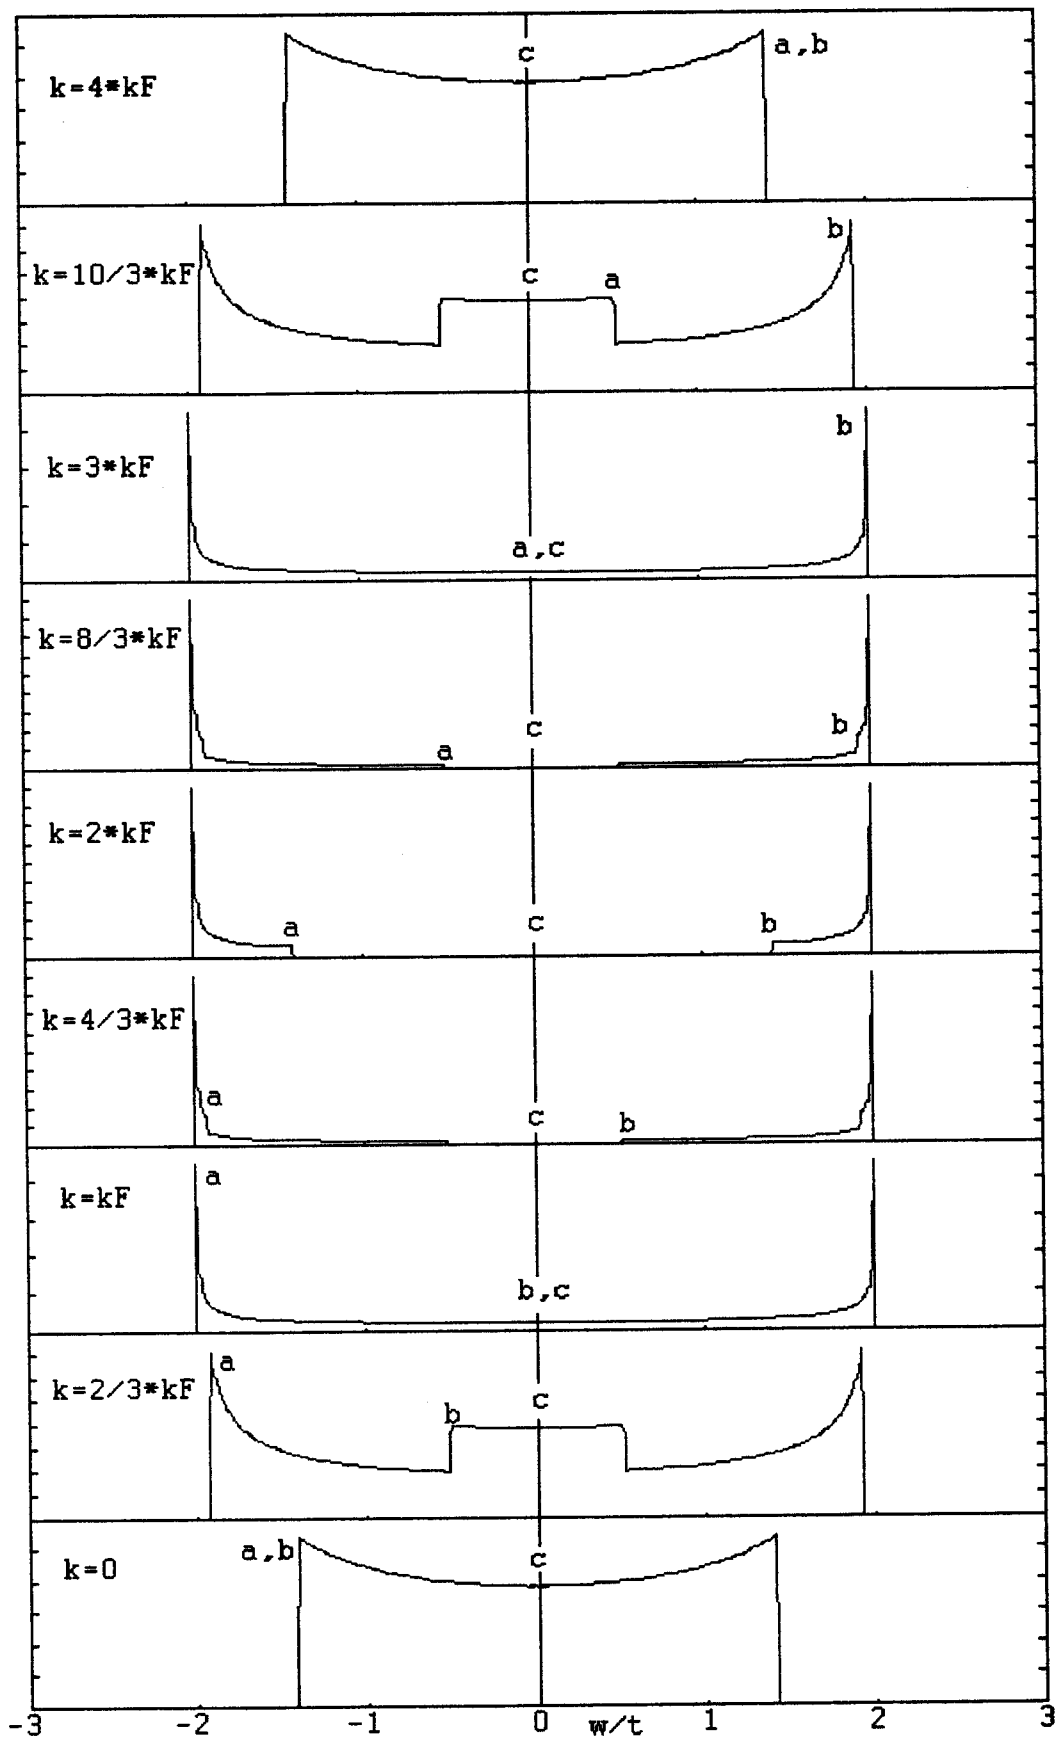 c
a,b
k=4*kF
b
k=10/3*kF
c
a
b
k=3*kF
a,c
k=8/3*kF
c
b
a
k=2*kF
a
c
b
k=4/3*kF
a
c
b
a
k=kF
b,c
a
k=2/3*kF
c
b
a,b
c
k=0
-3 -2 -1 0 w/t 1 2 3